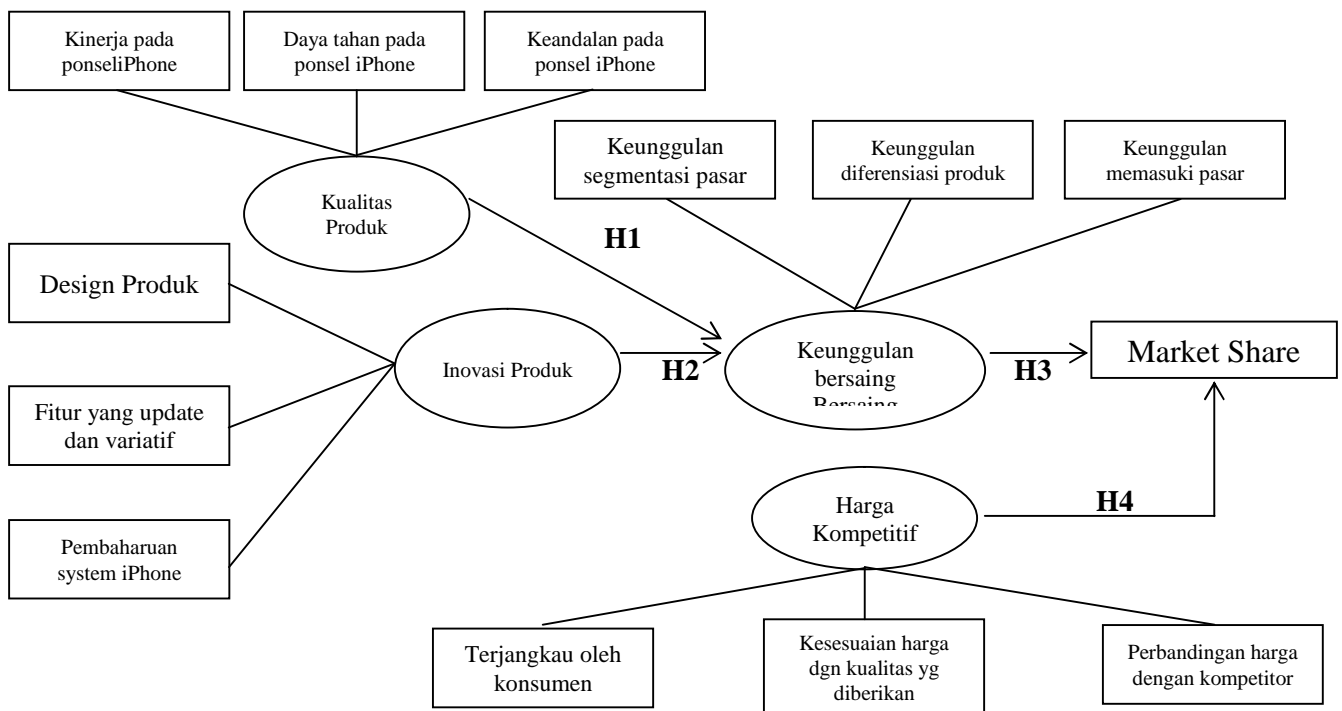 Kinerja pada
ponseliPhone
Daya tahan pada
ponsel iPhone
Keandalan pada
ponsel iPhone
Keunggulan
segmentasi pasar
Keunggulan
diferensiasi produk
Keunggulan
memasuki pasar
Kualitas
Produk
H1
Design Produk
Inovasi Produk
H2
Keunggulan
bersaing
Bersaing
H3
Market Share
Fitur yang update
dan variatif
Harga
Kompetitif
H4
Pembaharuan
system iPhone
Terjangkau oleh
konsumen
Kesesuaian harga
dgn kualitas yg
diberikan
Perbandingan harga
dengan kompetitor